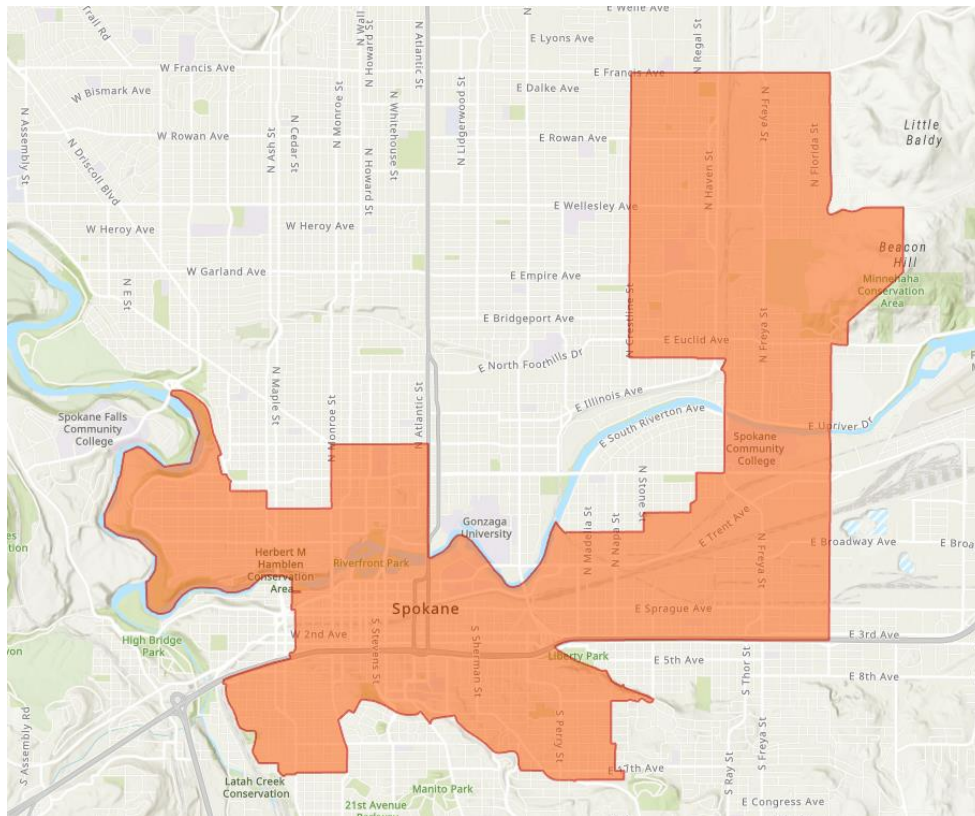 E Welle Ave
Trail Rd
N Wall
N Howard St
N Atlantic St
E Lyons Ave
N Regal St
W Francis Ave
E Francis Ave
W Bismark Ave
E Dalke Ave
N Assembly St
N Ash St
N Cedar St
N Monroe St
N Whitehouse St
N Lidgerwood St
N Freya St
W Rowan Ave
E Rowan Ave
N Florida St
Little
Baldy
N Driscoll Blvd
N Howard St
N Haven St
E Wellesley Ave
W Heroy Ave
W Heroy Ave
W Garland Ave
E Empire Ave
Beacon
Hill
Minnehaha
Conservation
Area
N E St
E Bridgeport Ave
N Crestline St
N Freya St
E Euclid Ave
E North Foothills Dr
N Maple St
N Monroe St
N Atlantic St
E Illinois Ave
E South Riverton Ave
E Upriver Dr
Spokane Falls
Community
College
Spokane
Community
College
N Stone St
Gonzaga
University
N Madelia St
N Napa St
E Trent Ave
N Freya St
E Broadway Ave
E Broa
Herbert M
Hamblen
Conservation
Area
Riverfront Park
Spokane
E Sprague Ave
High Bridge
Park
W 2nd Ave
S Stevens St
S Sherman St
E 3rd Ave
Liberty Park
E 5th Ave
S Thor St
E 8th Ave
S Assembly Rd
S Perry St
S Ray St
S Freya St
Latah Creek
Conservation
Manito Park
21st Avenue
E Congress Ave